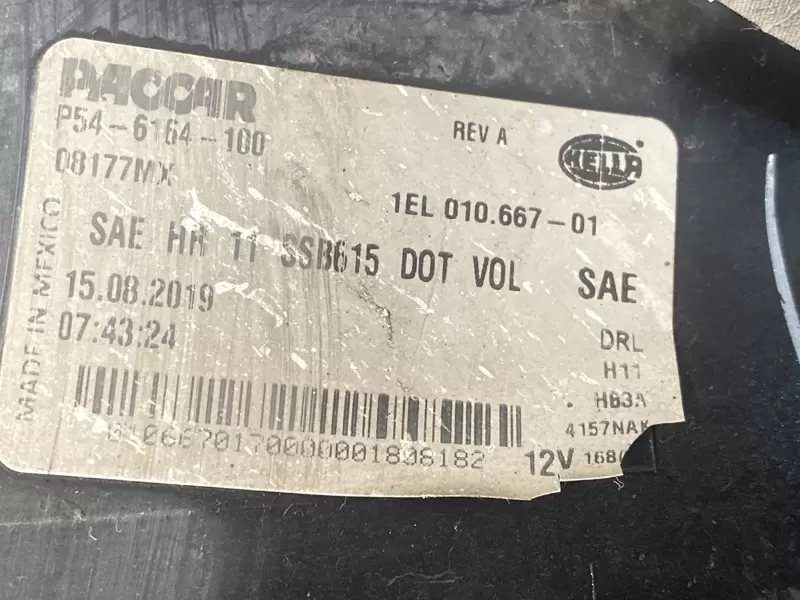 PACCAR
P54-6164-100
REV A
HELLA
08177MX
1EL 010.667-01
SAE HR 11 SSB615 DOT VOL SAE
MADE IN MEXICO
15.08.2019
07:43:24
DRL
H11
HB3A
4157NAK
12V